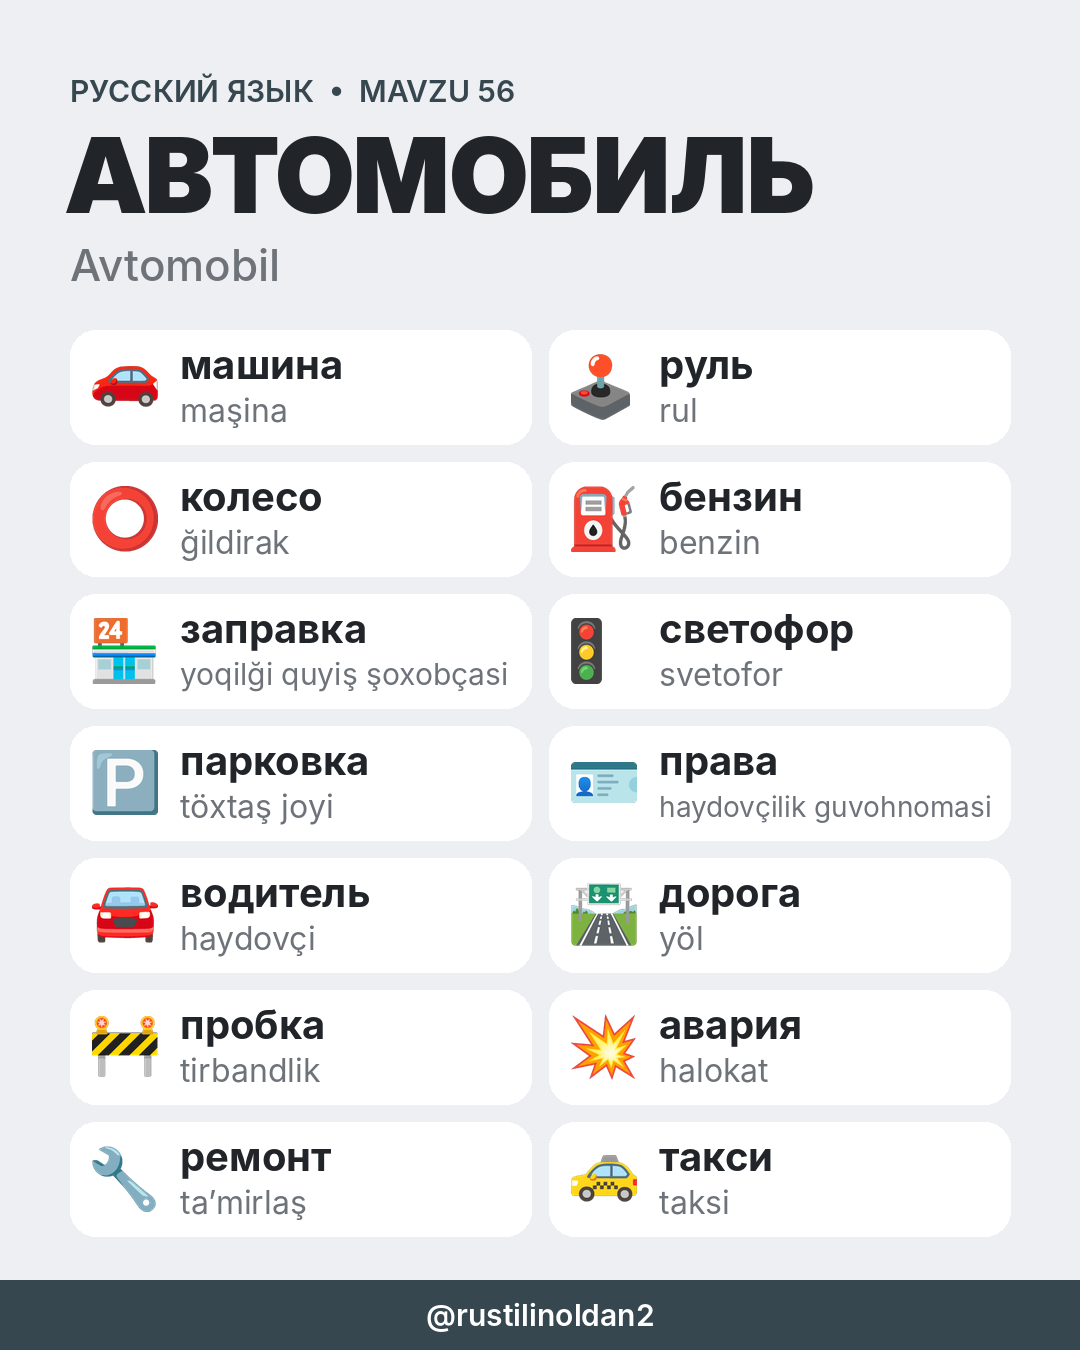 РУССКИЙ ЯЗЫК • MAVZU 56
АВТОМОБИЛЬ
Avtomobil
машина
maşina
руль
rul
колесо
ğildirak
бензин
benzin
24
заправка
yoqilği quyiş şoxobçasi
светофор
svetofor
P
парковка
töxtaş joyi
права
haydovçilik guvohnomasi
водитель
haydovçi
дорога
yöl
пробка
tirbandlik
авария
halokat
ремонт
ta’mirlaş
такси
taksi
@rustilinoldan2